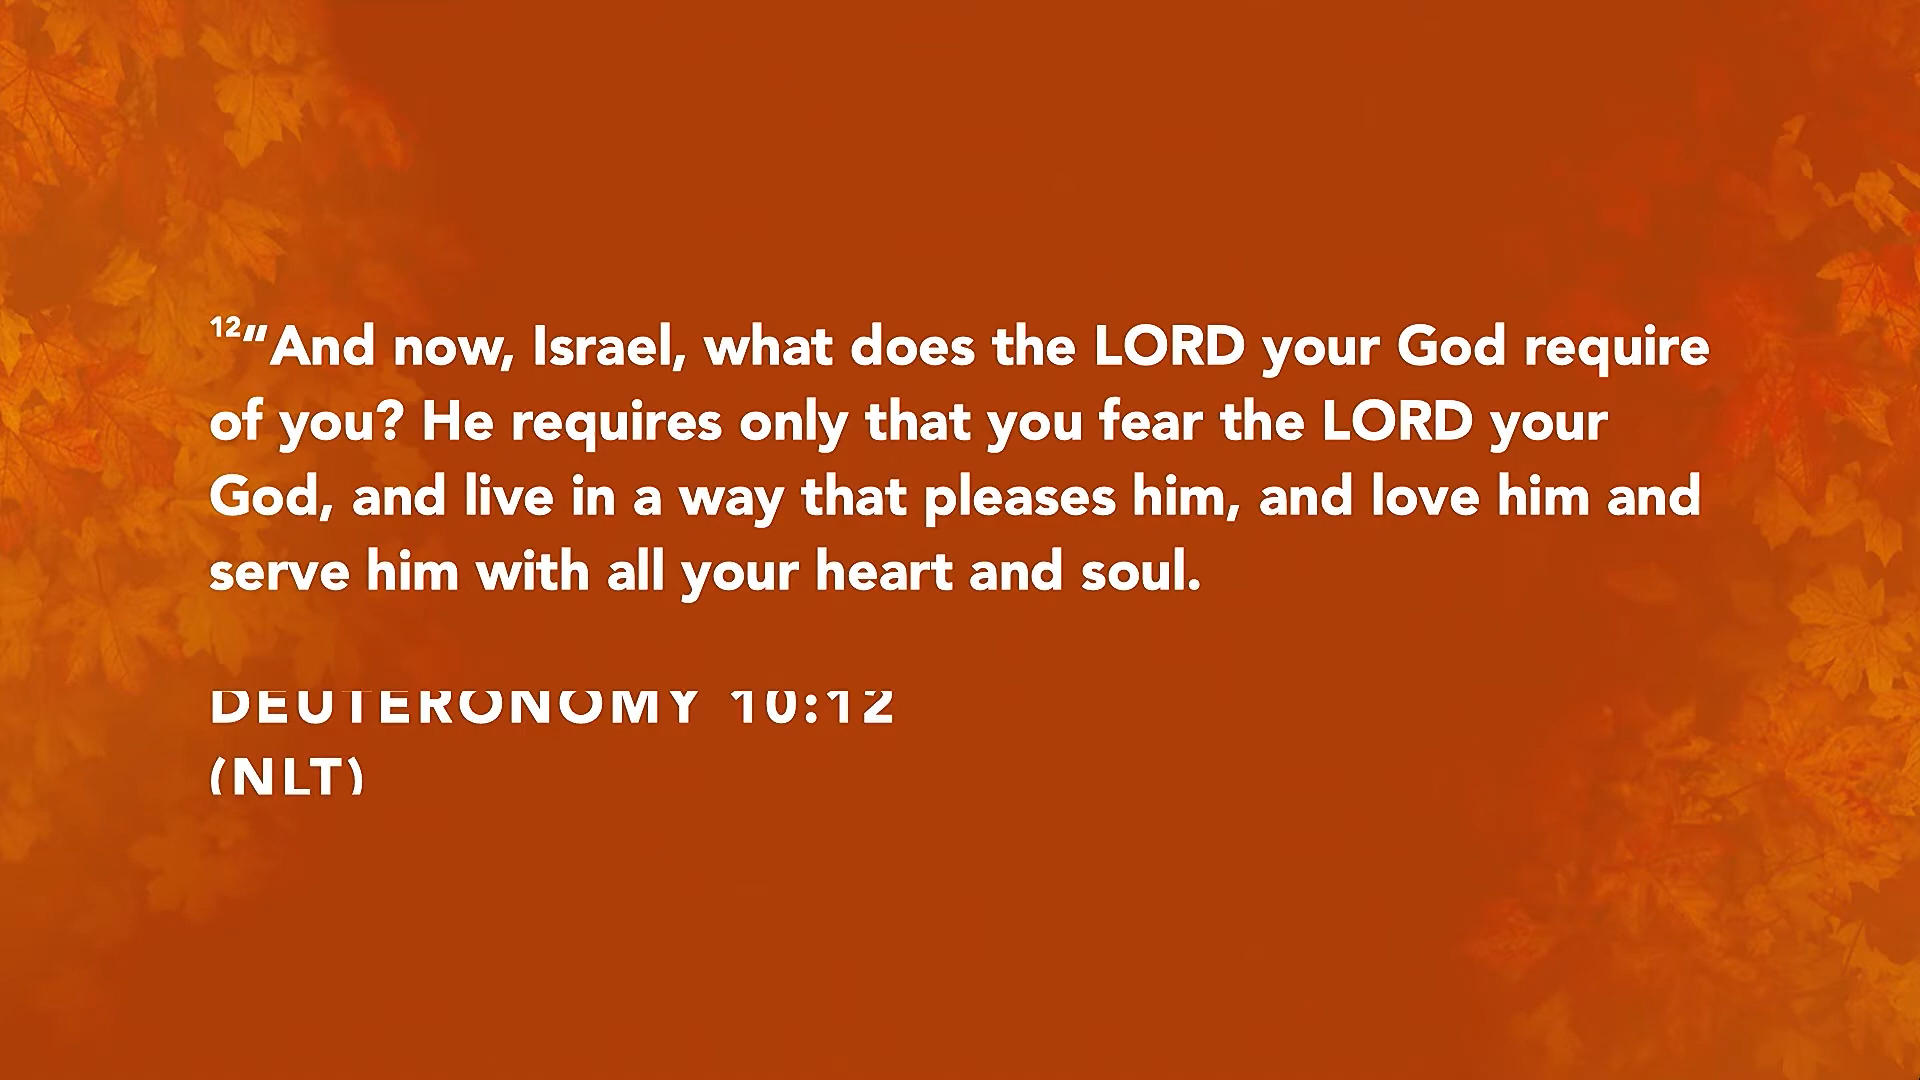 12“And now, Israel, what does the LORD your God require
of you? He requires only that you fear the LORD your
God, and live in a way that pleases him, and love him and
serve him with all your heart and soul.
DEUTERONOMY 10:12
(NLT)